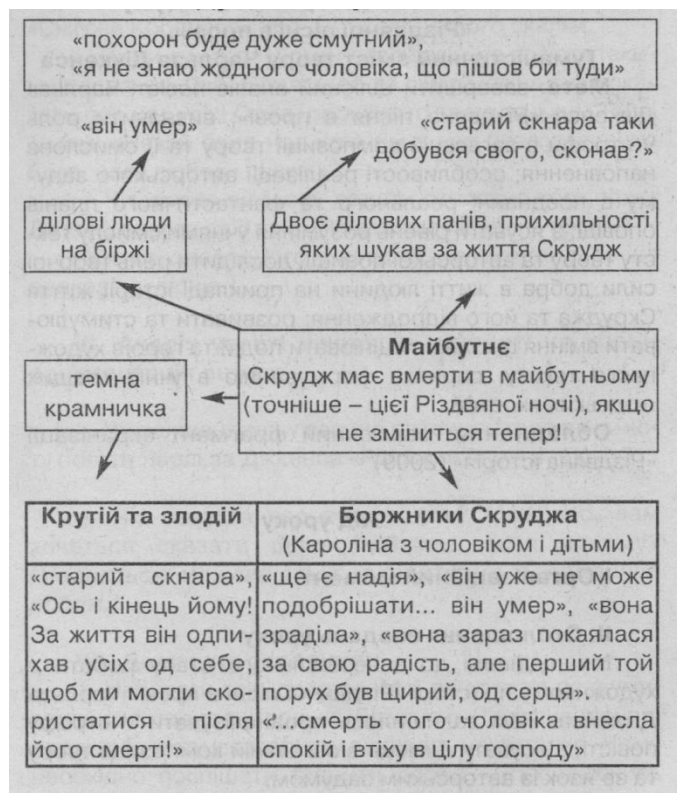 «похорон буде дуже смутний»,
«я не знаю жодного чоловіка, що пішов би туди»
«він умер»
«старий скнара таки
добувся свого, сконав?»
ділові люди
на біржі
Двоє ділових панів, прихильності
яких шукав за життя Скрудж
Майбутнє
Скрудж має вмерти в майбутньому
(точніше – цієї Різдвяної ночі), якщо
не зміниться тепер!
темна
крамничка
Крутій та злодій
Боржники Скруджа
(Кароліна з чоловіком і дітьми)
«старий скнара»,
«Ось і кінець йому!
За життя він одпи-
хав убіх од себе,
щоб ми могли ско-
ристатися після
його смерті!»
«ще є надія», «він уже не може
подобрішати... він умер», «вона
зраділа», «вона зараз покаялася
за свою радість, але перший той
порух був щирий, од серця».
«...смерть того чоловіка внесла
спокій і втіху в цілу господу»